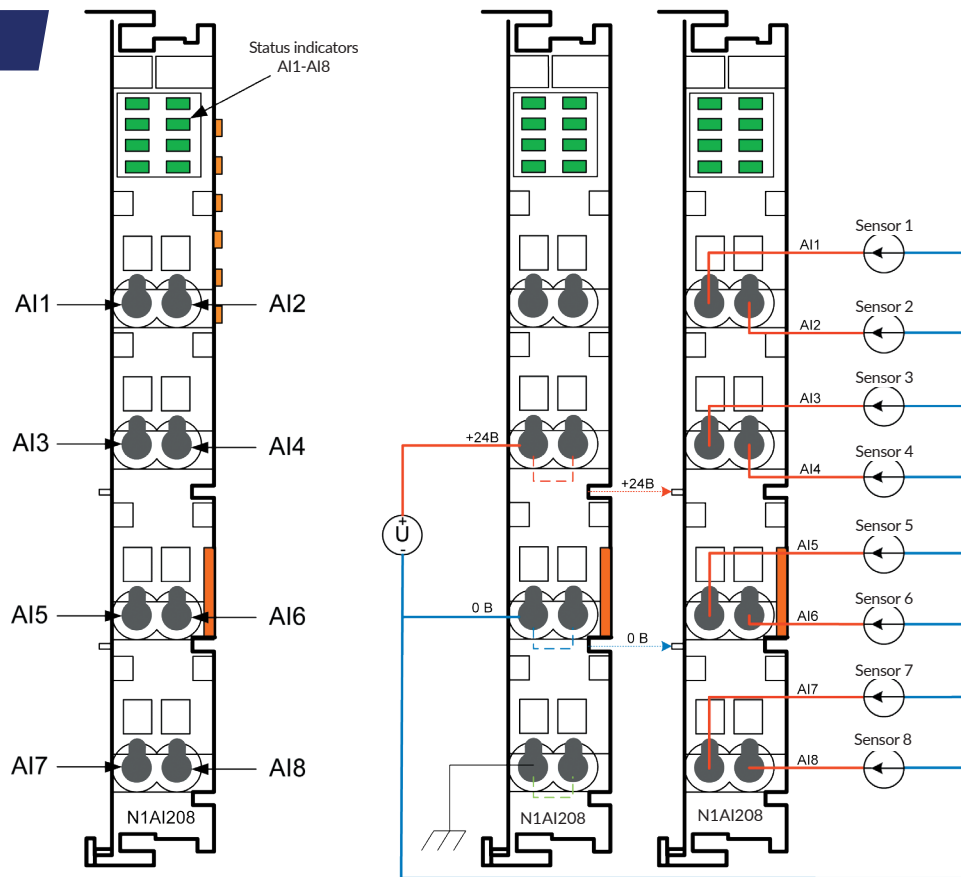 Status indicators
AI1-AI8
AI1
AI2
AI3
AI4
AI5
AI6
AI7
AI8
N1AI208
+24В
U
+
-
0 В
+24В
0 В
N1AI208
N1AI208
AI1
Sensor 1
AI2
Sensor 2
AI3
Sensor 3
AI4
Sensor 4
AI5
Sensor 5
AI6
Sensor 6
AI7
Sensor 7
AI8
Sensor 8